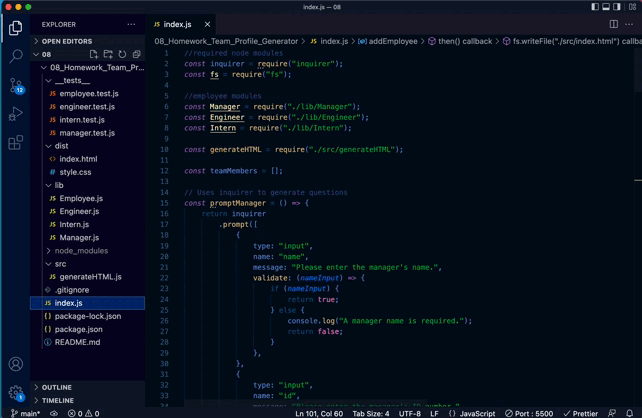 index.js — 08
EXPLORER
index.js
OPEN EDITORS
08
08_Homework_Team_Profile_Generator > JS index.js > addEmployee > then() callback > fs.writeFile("./src/index.html") callba
08_Homework_Team_Pro...
__tests__
JS employee.test.js
JS engineer.test.js
JS intern.test.js
JS manager.test.js
dist
<> index.html
# style.css
lib
JS Employee.js
JS Engineer.js
JS Intern.js
JS Manager.js
node_modules
src
JS generateHTML.js
.gitignore
JS index.js
{} package-lock.json
{} package.json
README.md
OUTLINE
TIMELINE
12
1
1 //required node modules
2 const inquirer = require("inquirer");
3 const fs = require("fs");
4
5 //employee modules
6 const Manager = require("./lib/Manager");
7 const Engineer = require("./lib/Engineer");
8 const Intern = require("./lib/Intern");
9
10 const generateHTML = require("./src/generateHTML");
11
12 const teamMembers = [];
13
14 // Uses inquirer to generate questions
15 const promptManager = () => {
16 return inquirer
17 .prompt([
18 {
19 type: "input",
20 name: "name",
21 message: "Please enter the manager's name.",
22 validate: (nameInput) => {
23 if (nameInput) {
24 return true;
25 } else {
26 console.log("A manager name is required.");
27 return false;
28 }
29 },
30 },
31 {
32 type: "input",
33 name: "id",
main* 0 0 Ln 101, Col 60 Tab Size: 4 UTF-8 LF {} JavaScript Port : 5500 Prettier